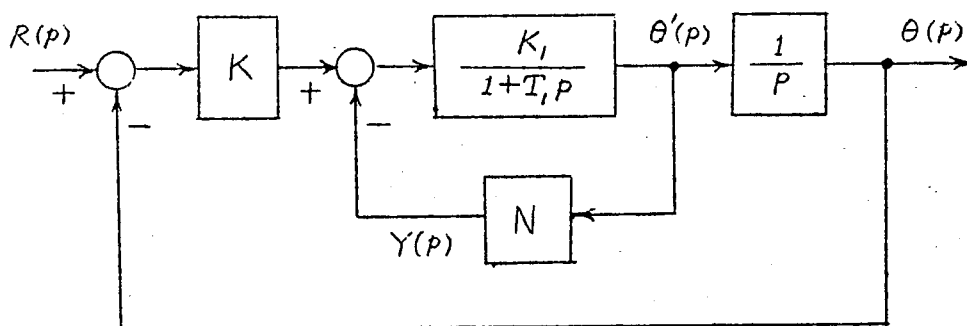 R(p)
+
−
K
+
−
K₁
1+T₁p
θ'(p)
1
p
θ(p)
N
Y(p)